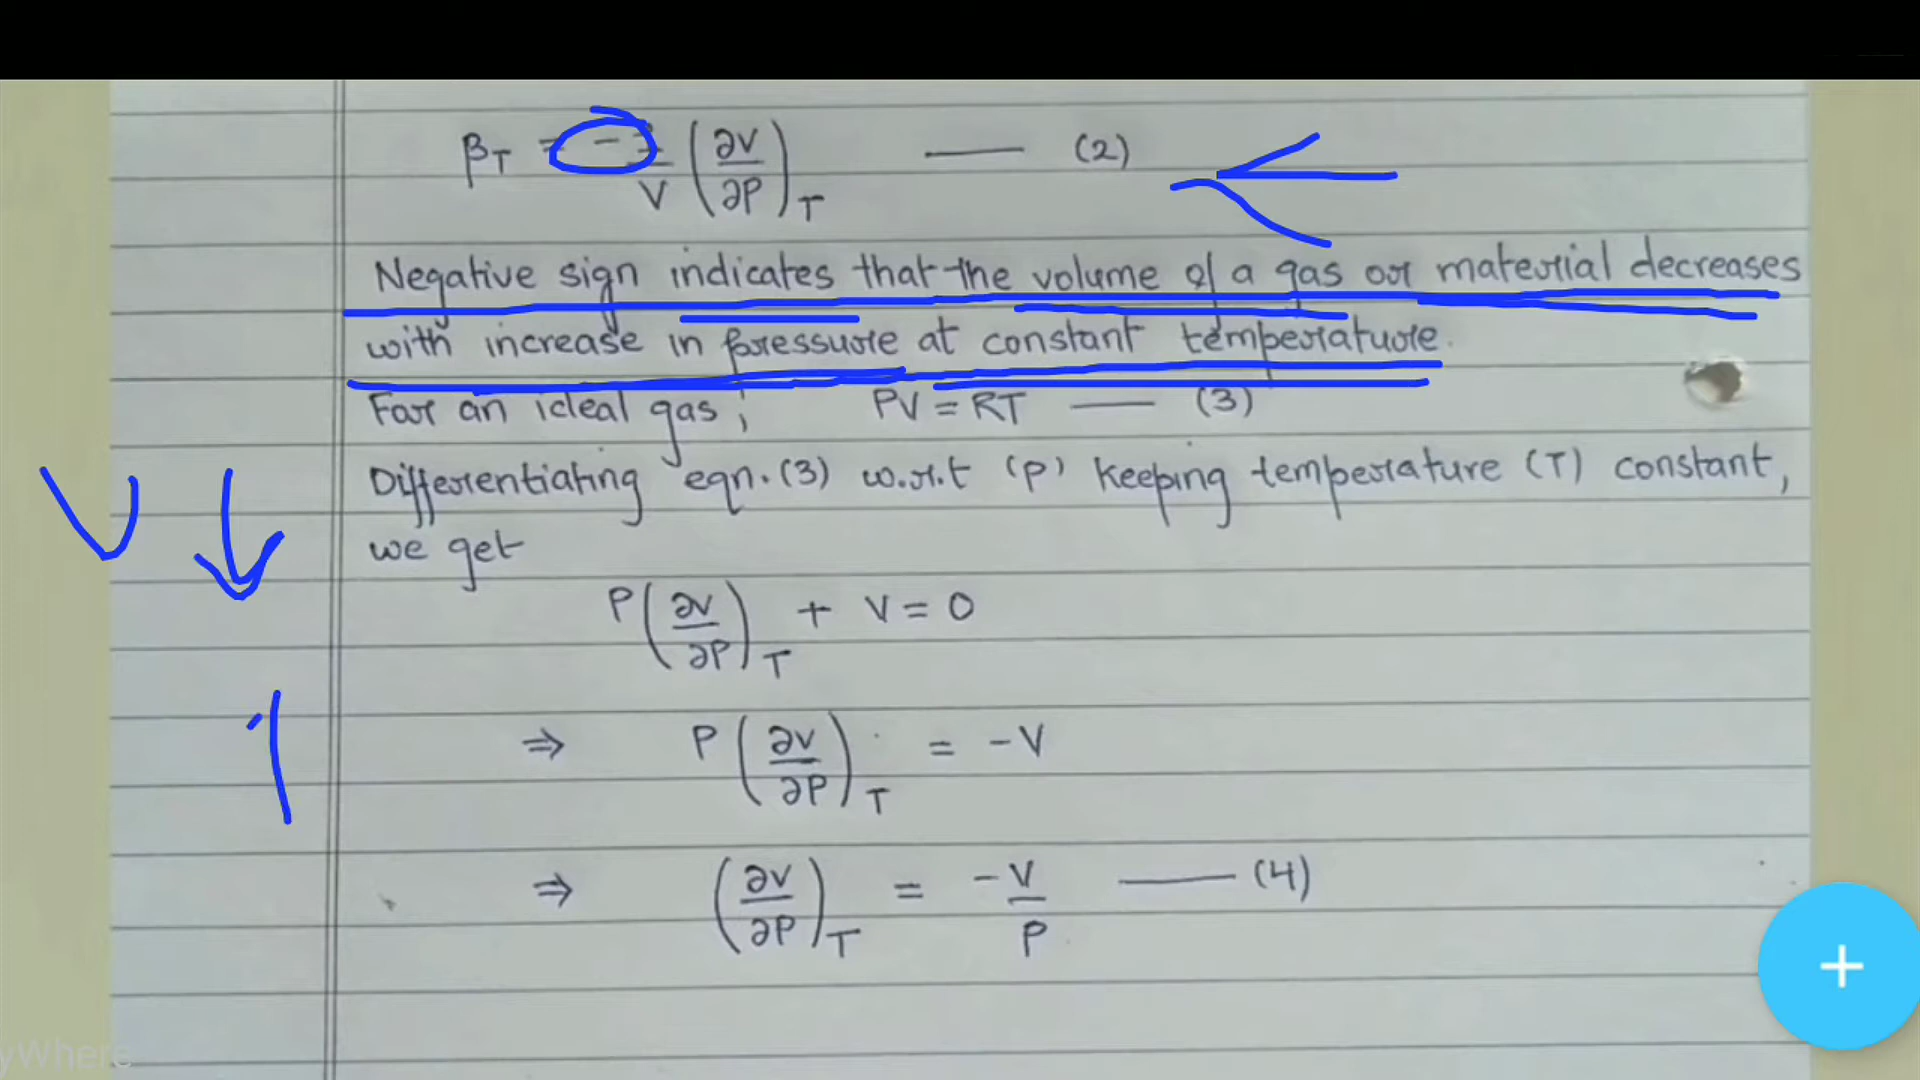 βT = - 1/V (∂V/∂P)T —— (2)
Negative sign indicates that the volume of a gas or material decreases
with increase in pressure at constant temperature.
For an ideal gas; PV = RT —— (3)
Differentiating eqn. (3) w.r.t (P) keeping temperature (T) constant,
we get
P(∂V/∂P)T + V = 0
⇒ P(∂V/∂P)T = -V
⇒ (∂V/∂P)T = -V/P —— (4)
V ↓